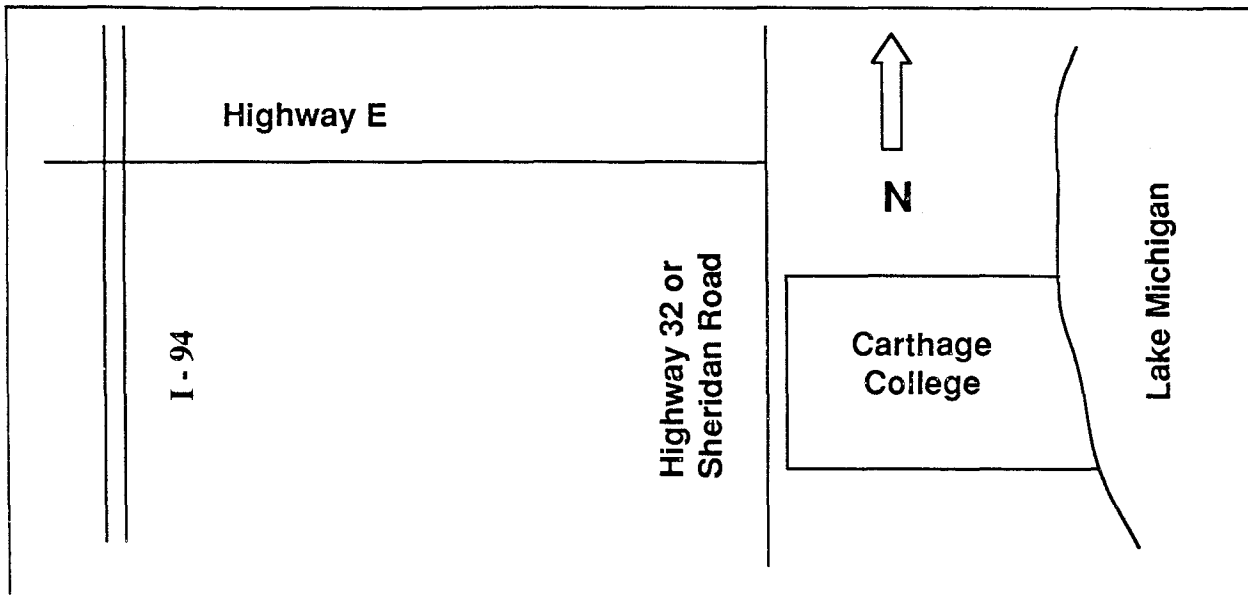 Highway E
N
I - 94
Highway 32 or
Sheridan Road
Carthage
College
Lake Michigan